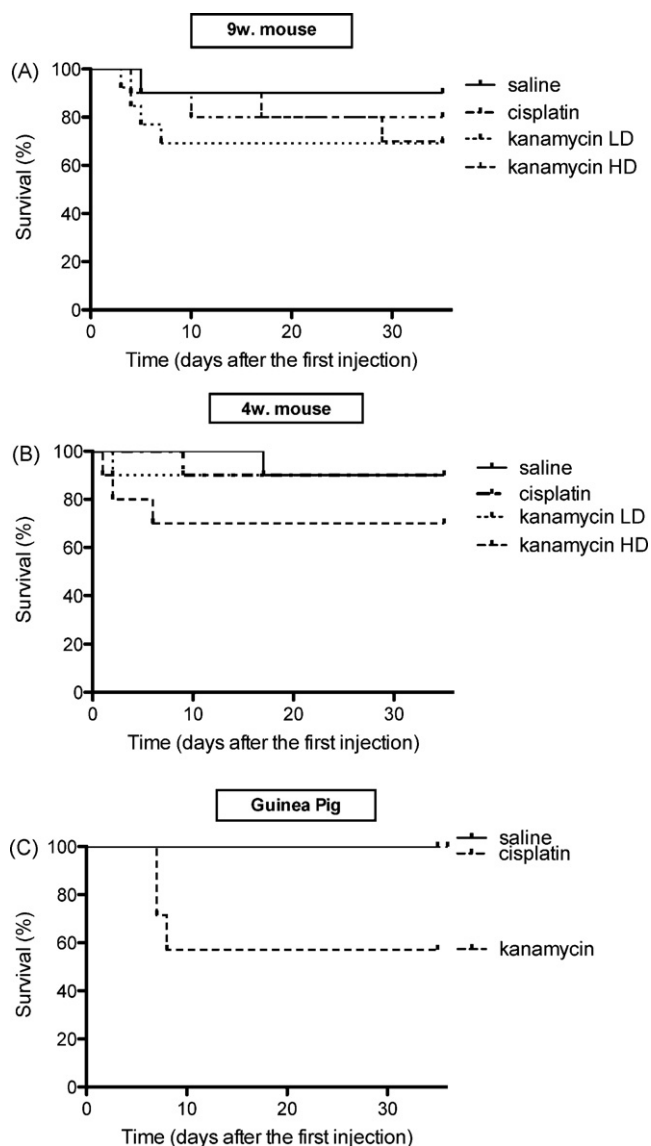 9w. mouse
(A)
100
80
60
40
20
0
Survival (%)
0 10 20 30
Time (days after the first injection)
saline
cisplatin
kanamycin LD
kanamycin HD
4w. mouse
(B)
100
80
60
40
20
0
Survival (%)
0 10 20 30
Time (days after the first injection)
saline
cisplatin
kanamycin LD
kanamycin HD
Guinea Pig
(C)
100
80
60
40
20
0
Survival (%)
0 10 20 30
Time (days after the first injection)
saline
cisplatin
kanamycin